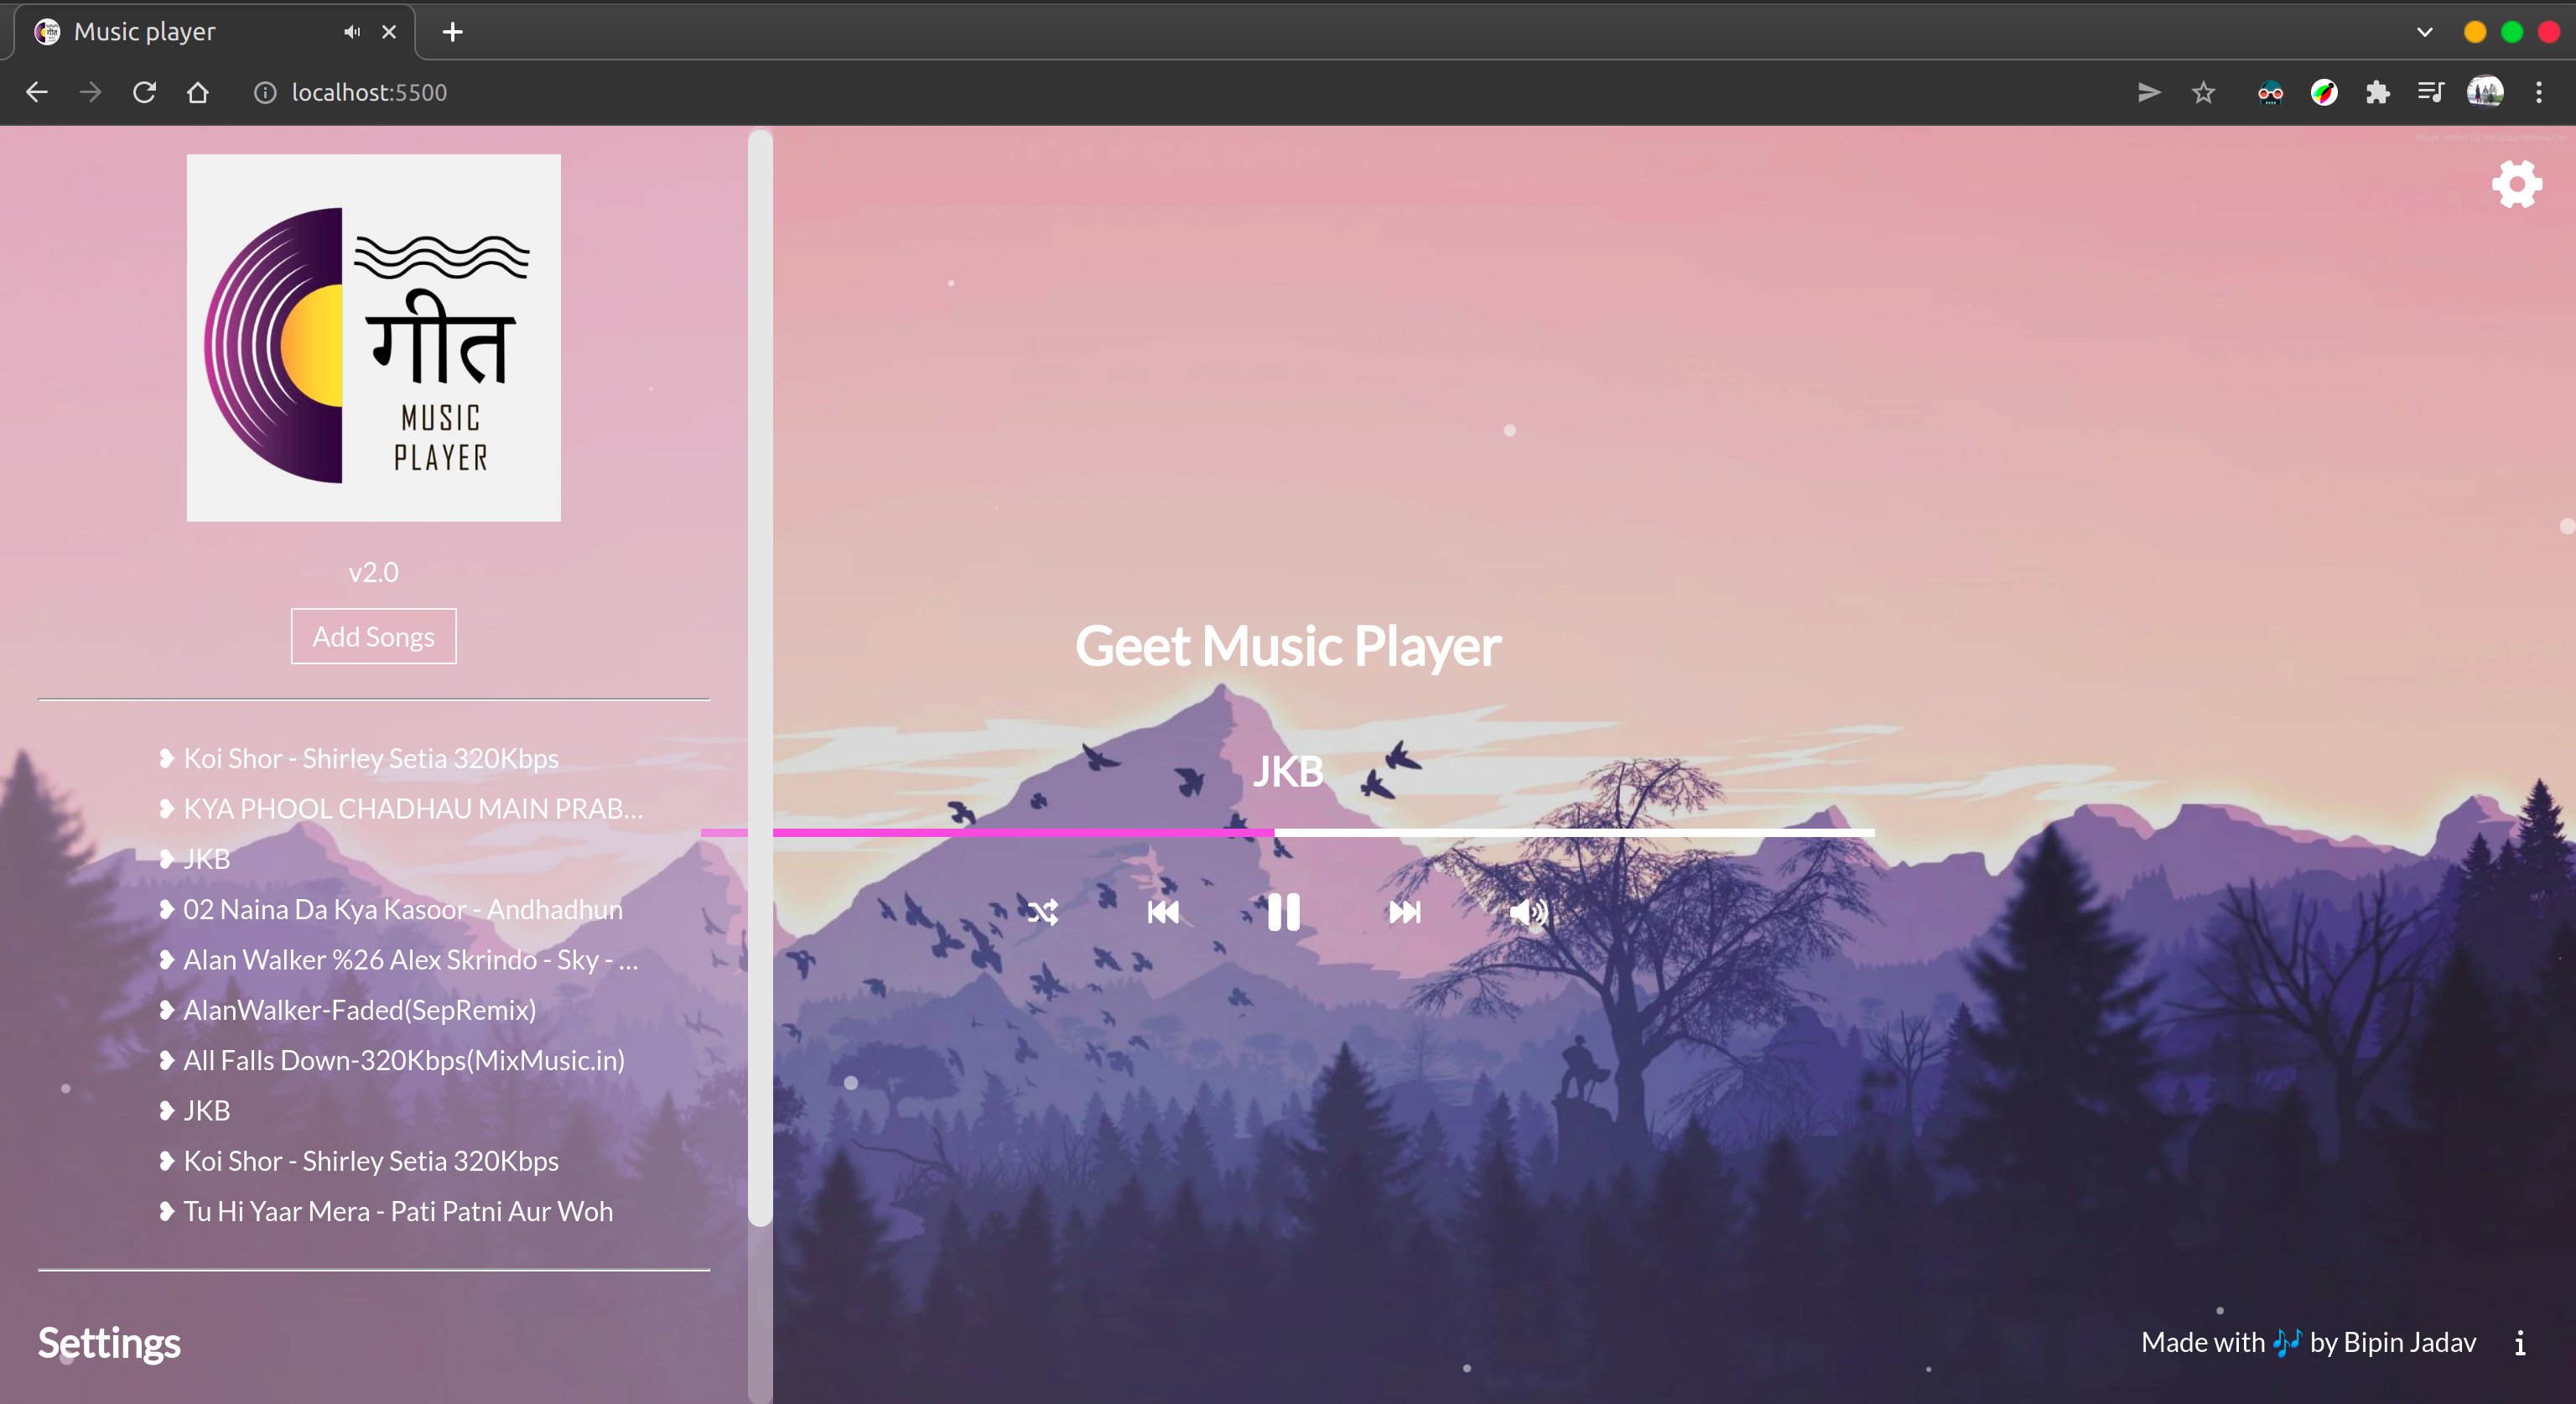 Music player
localhost:5500
गीत
MUSIC
PLAYER
v2.0
Add Songs
Koi Shor - Shirley Setia 320Kbps
KYA PHOOL CHADHAU MAIN PRAB...
JKB
02 Naina Da Kya Kasoor - Andhadhun
Alan Walker %26 Alex Skrindo - Sky - ...
AlanWalker-Faded(SepRemix)
All Falls Down-320Kbps(MixMusic.in)
JKB
Koi Shor - Shirley Setia 320Kbps
Tu Hi Yaar Mera - Pati Patni Aur Woh
Settings
Geet Music Player
JKB
Made with 🎶 by Bipin Jadav